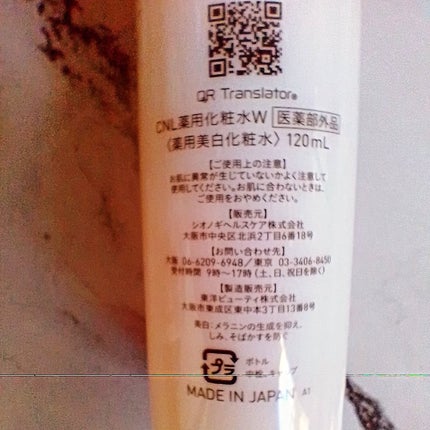 QR Translator®
CNL薬用化粧水W 医薬部外品
〈薬用美白化粧水〉 120mL
【ご使用上の注意】
お肌に異常が生じていないかよく注意して
使用してください。お肌に合わないときは、
ご使用をおやめください。
【販売元】
シオノギヘルスケア株式会社
大阪市中央区北浜2丁目6番18号
【お問い合わせ先】
大阪 06-6209-6948／東京 03-3406-8450
受付時間 9時〜17時（土、日、祝日を除く）
【製造販売元】
東洋ビューティ株式会社
大阪市東成区東中本3丁目13番8号
美白：メラニンの生成を抑え、
しみ、そばかすを防ぐ
プラ ボトル
中栓、キャップ
MADE IN JAPAN A1